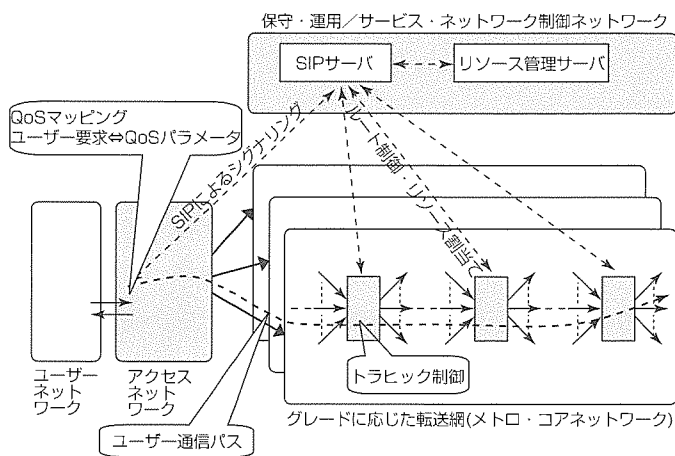 保守・運用／サービス・ネットワーク制御ネットワーク
SIPサーバ
リソース管理サーバ
QoSマッピング
ユーザー要求⇔QoSパラメータ
SIPによるシグナリング
ルート制御・リソース割当て
トラヒック制御
ユーザー
ネット
ワーク
アクセス
ネット
ワーク
グレードに応じた転送網(メトロ・コアネットワーク)
ユーザー通信パス